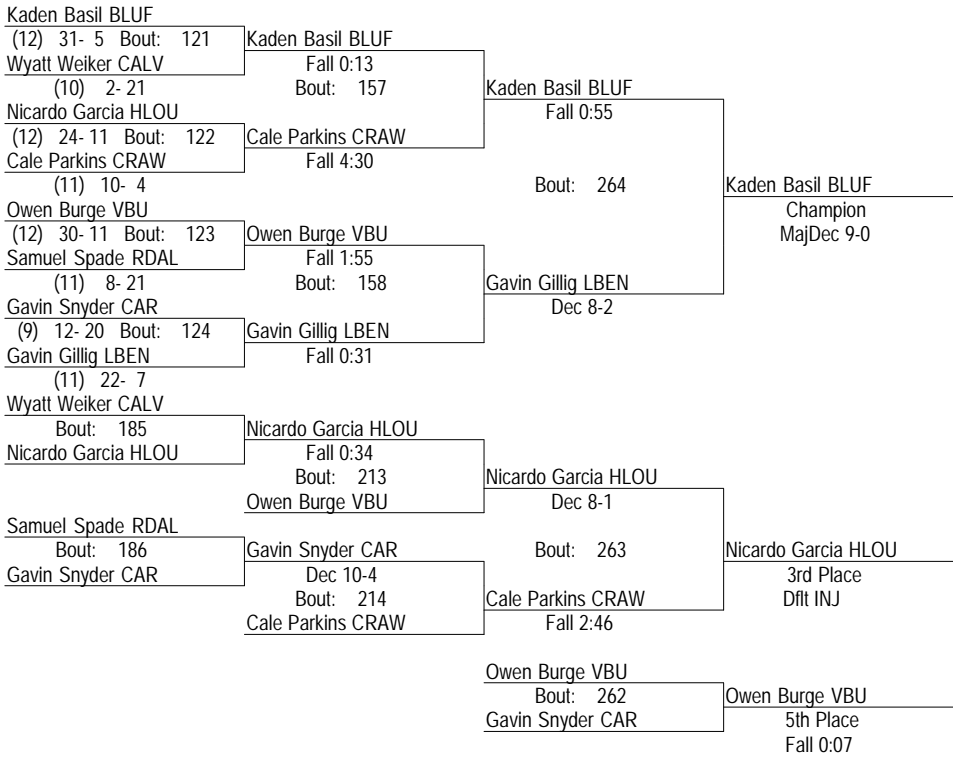 Kaden Basil BLUF
(12) 31- 5 Bout: 121
Kaden Basil BLUF
Wyatt Weiker CALV
Fall 0:13
(10) 2- 21
Bout: 157
Kaden Basil BLUF
Nicardo Garcia HLOU
Fall 0:55
(12) 24- 11 Bout: 122
Cale Parkins CRAW
Cale Parkins CRAW
Fall 4:30
(11) 10- 4
Bout: 264
Kaden Basil BLUF
Owen Burge VBU
Champion
(12) 30- 11 Bout: 123
Owen Burge VBU
MajDec 9-0
Samuel Spade RDAL
Fall 1:55
(11) 8- 21
Bout: 158
Gavin Gillig LBEN
Gavin Snyder CAR
Dec 8-2
(9) 12- 20 Bout: 124
Gavin Gillig LBEN
Gavin Gillig LBEN
Fall 0:31
(11) 22- 7
Wyatt Weiker CALV
Bout: 185
Nicardo Garcia HLOU
Nicardo Garcia HLOU
Fall 0:34
Bout: 213
Nicardo Garcia HLOU
Owen Burge VBU
Dec 8-1
Samuel Spade RDAL
Bout: 186
Gavin Snyder CAR
Bout: 263
Nicardo Garcia HLOU
Gavin Snyder CAR
Dec 10-4
3rd Place
Bout: 214
Cale Parkins CRAW
Dflt INJ
Cale Parkins CRAW
Fall 2:46
Owen Burge VBU
Bout: 262
Owen Burge VBU
Gavin Snyder CAR
5th Place
Fall 0:07